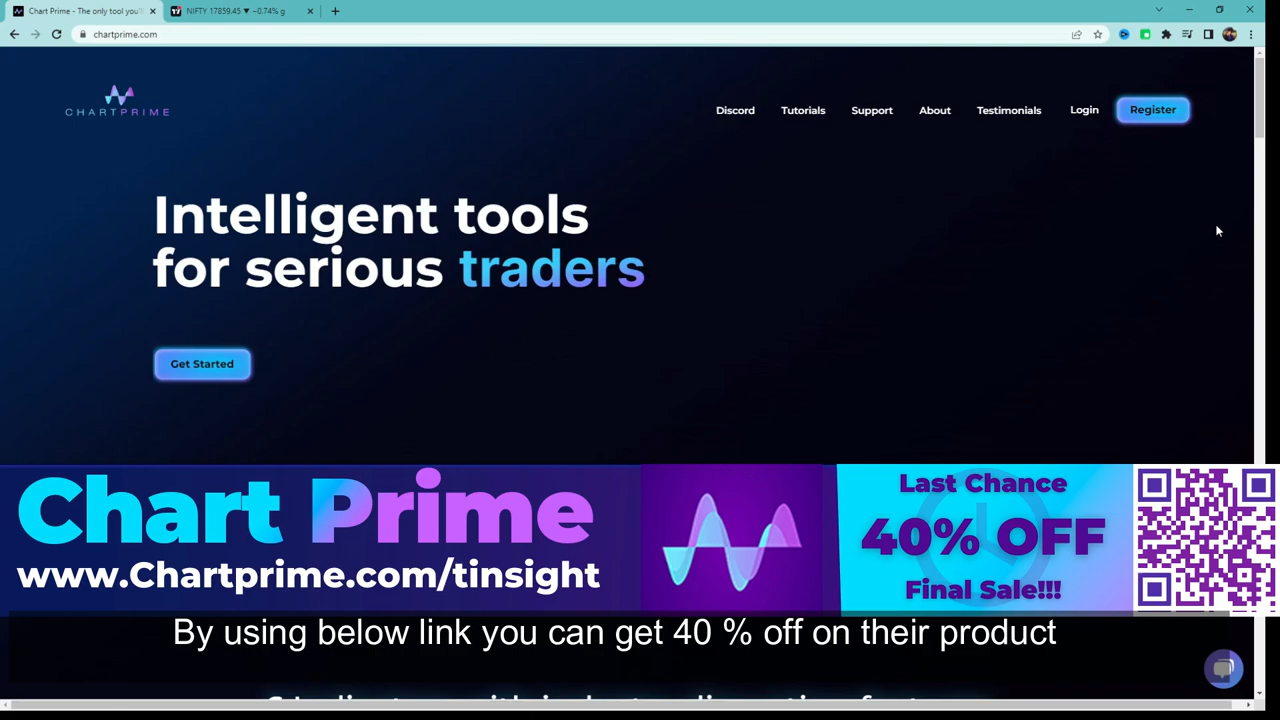 Chart Prime - The only tool you'll
NIFTY 17859.45 ▼ −0.74% g
chartprime.com
CHARTPRIME
Discord
Tutorials
Support
About
Testimonials
Login
Register
Intelligent tools
for serious traders
Get Started
Chart Prime
www.Chartprime.com/tinsight
Last Chance
40% OFF
Final Sale!!!
By using below link you can get 40 % off on their product